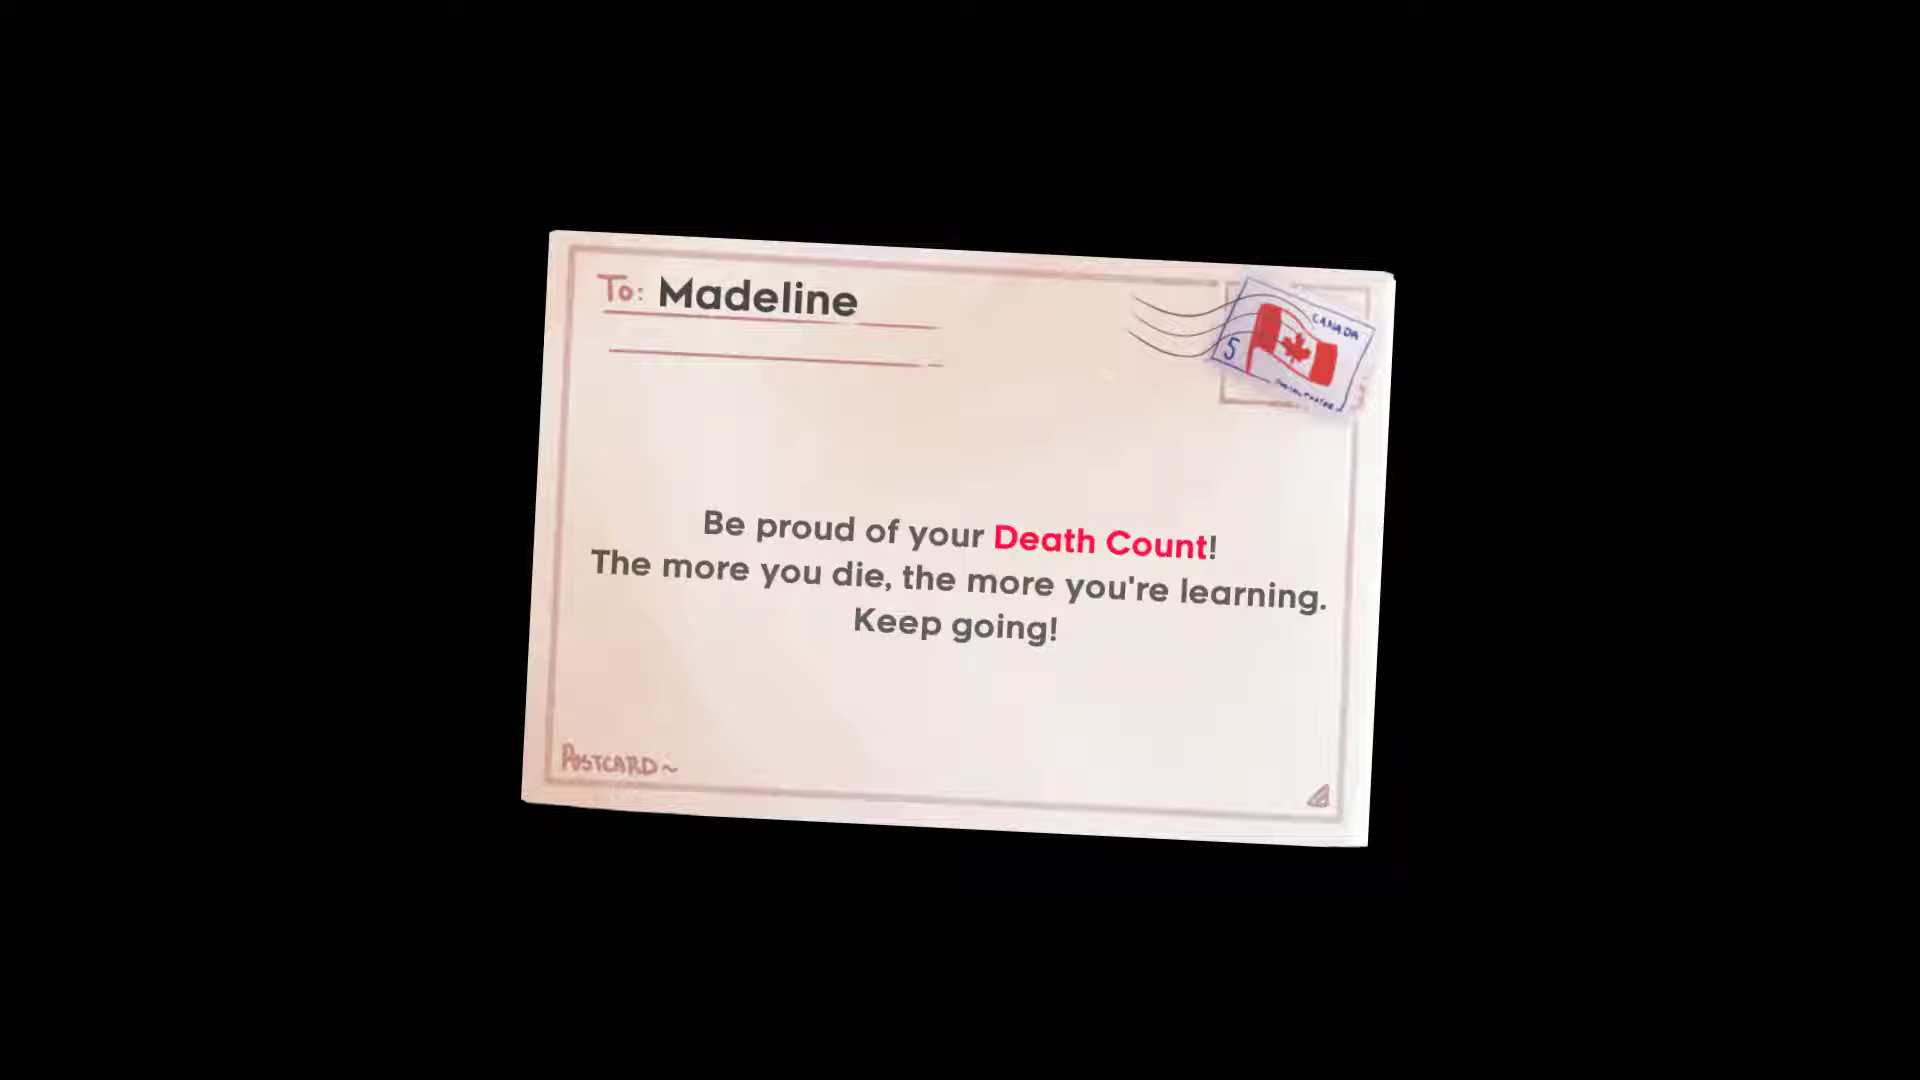 To: Madeline
CANADA
5
Be proud of your Death Count!
The more you die, the more you're learning.
Keep going!
POSTCARD~